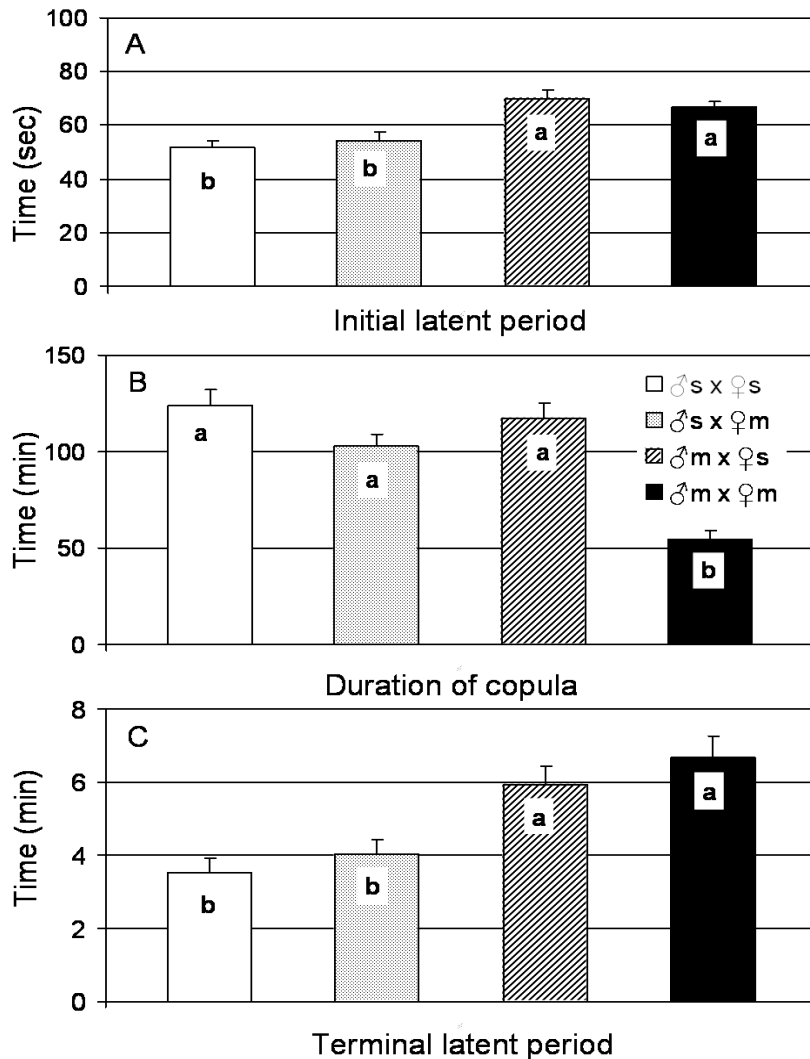 A
100
80
60
40
20
0
Time (sec)
b
b
a
a
Initial latent period
B
150
100
50
0
Time (min)
a
a
a
b
♂s x ♀s
♂s x ♀m
♂m x ♀s
♂m x ♀m
Duration of copula
C
8
6
4
2
0
Time (min)
b
b
a
a
Terminal latent period